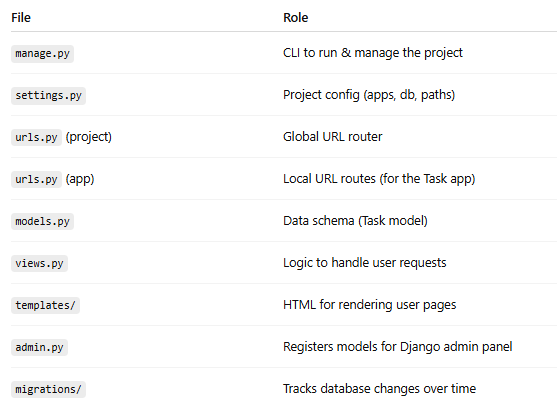 File Role
manage.py CLI to run & manage the project
settings.py Project config (apps, db, paths)
urls.py (project) Global URL router
urls.py (app) Local URL routes (for the Task app)
models.py Data schema (Task model)
views.py Logic to handle user requests
templates/ HTML for rendering user pages
admin.py Registers models for Django admin panel
migrations/ Tracks database changes over time